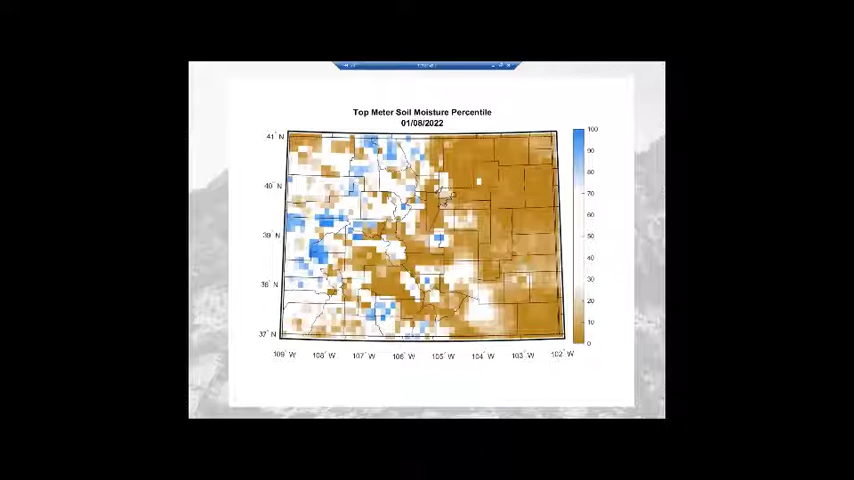 Top Meter Soil Moisture Percentile
01/08/2022
41° N
40° N
39° N
38° N
37° N
109° W 108° W 107° W 106° W 105° W 104° W 103° W 102° W
100
90
80
70
60
50
40
30
20
10
0